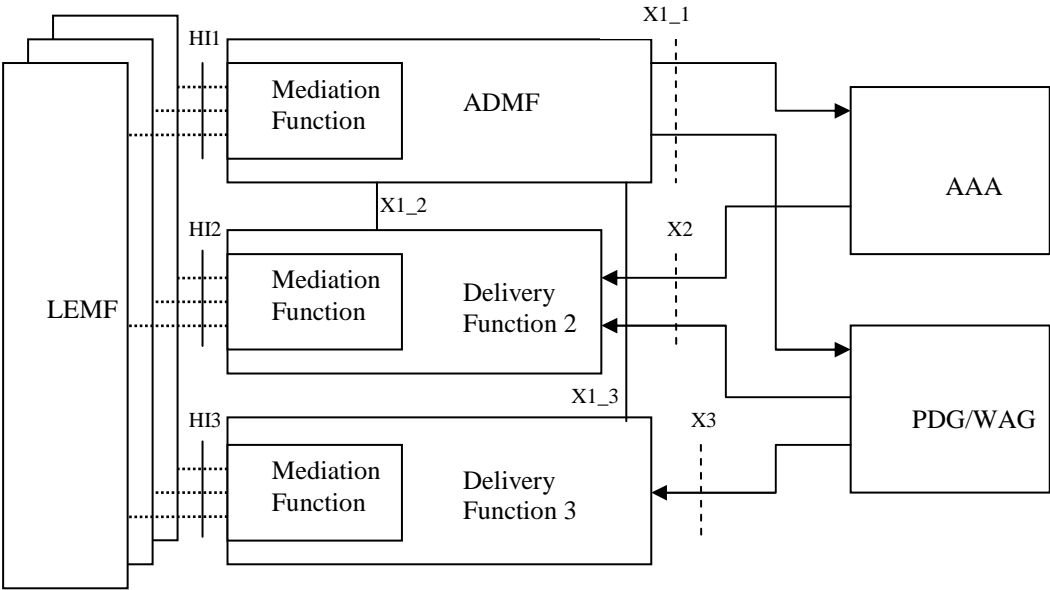 X1_1
HI1
Mediation
Function
ADMF
AAA
X1_2
HI2
X2
Mediation
Function
Delivery
Function 2
LEMF
X1_3
HI3
X3
PDG/WAG
Mediation
Function
Delivery
Function 3